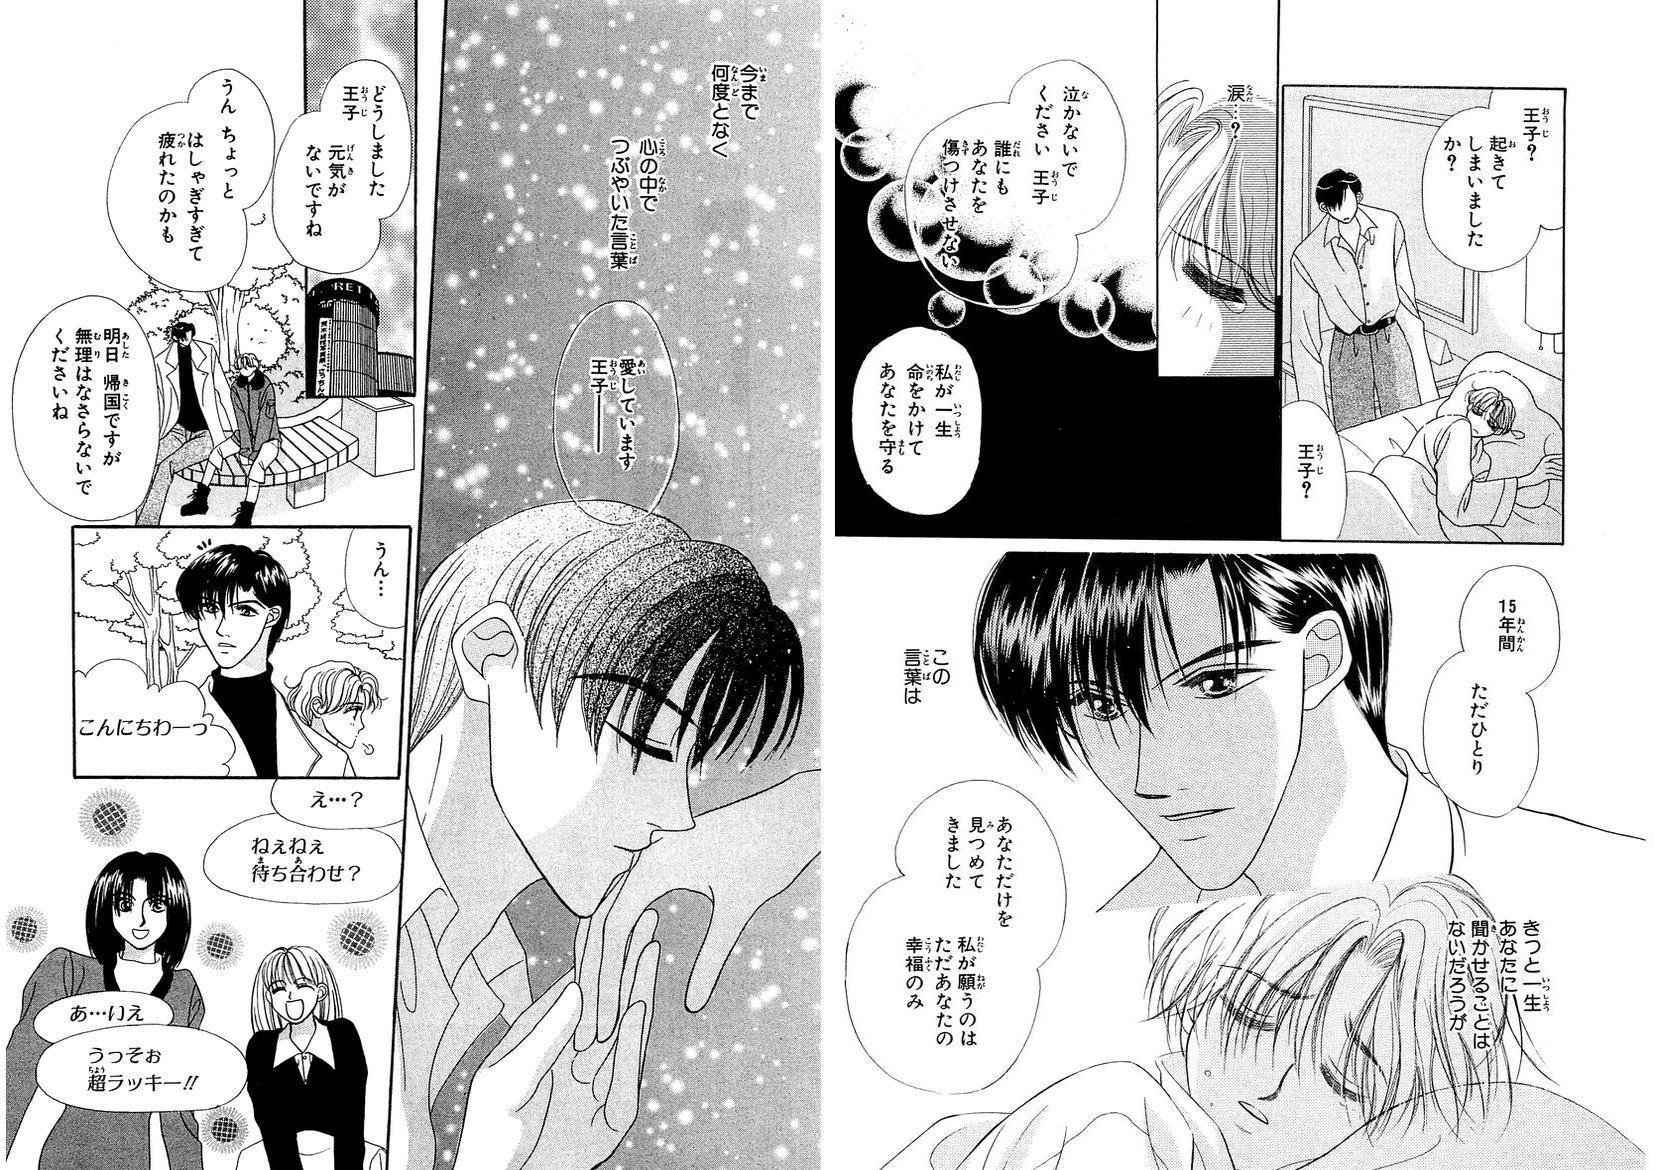 王子?
起きて
しまいました
か?
王子?
涙…?
泣かないで
ください 王子
誰にも
あなたを
傷つけさせない
私が一生
命をかけて
あなたを守る
15年間
ただひとり
あなただけを
見つめて
きました
私が願うのは
ただあなたの
幸福のみ
この
言葉は
きっと一生
あなたに
聞かせることは
ないだろうが
今まで
何度となく
心の中で
つぶやいた言葉
愛しています
王子――
どうしました
王子
元気が
ないですね
うん ちょっと
はしゃぎすぎて
疲れたのかも
明日 帰国ですが
無理はなさらないで
くださいね
うん…
こんにちわーっ
え…?
ねぇねぇ
待ち合わせ?
あ…いえ
うっそぉ
超ラッキー!!